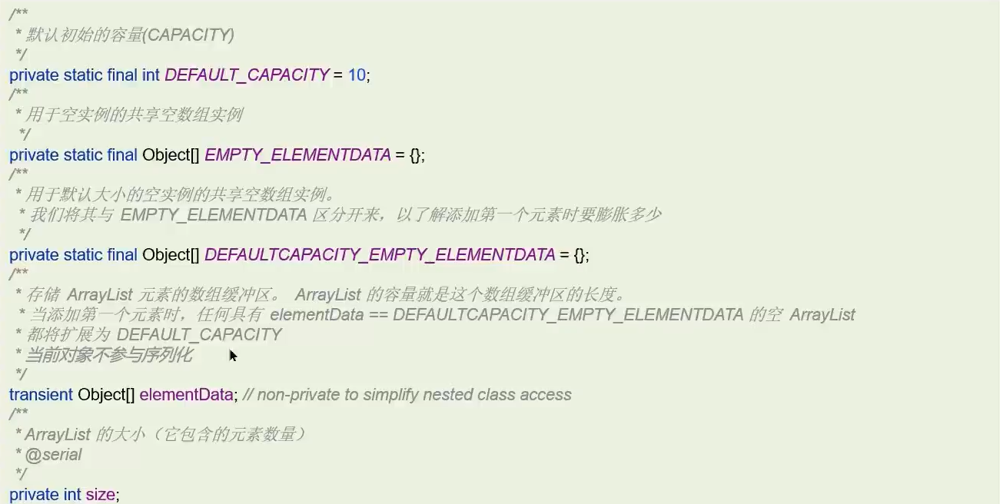 /**
* 默认初始的容量(CAPACITY)
*/
private static final int DEFAULT_CAPACITY = 10;
/**
* 用于空实例的共享空数组实例
*/
private static final Object[] EMPTY_ELEMENTDATA = {};
/**
* 用于默认大小的空实例的共享空数组实例。
* 我们将其与 EMPTY_ELEMENTDATA 区分开来，以了解添加第一个元素时要膨胀多少
*/
private static final Object[] DEFAULTCAPACITY_EMPTY_ELEMENTDATA = {};
/**
* 存储 ArrayList 元素的数组缓冲区。 ArrayList 的容量就是这个数组缓冲区的长度。
* 当添加第一个元素时，任何具有 elementData == DEFAULTCAPACITY_EMPTY_ELEMENTDATA 的空 ArrayList
* 都将扩展为 DEFAULT_CAPACITY
* 当前对象不参与序列化
*/
transient Object[] elementData; // non-private to simplify nested class access
/**
* ArrayList 的大小（它包含的元素数量）
* @serial
*/
private int size;